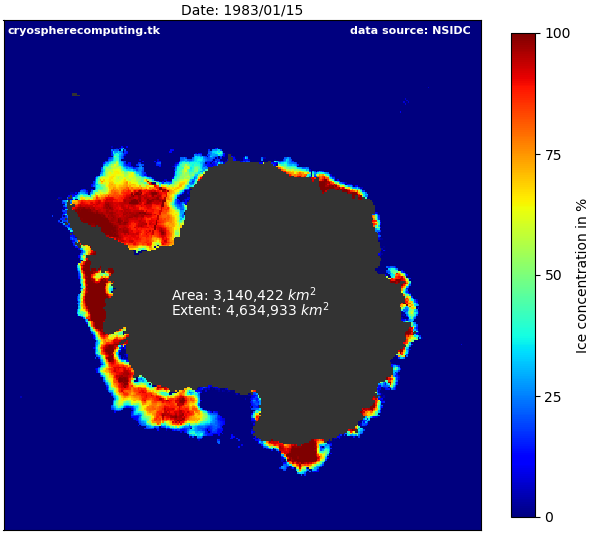 Date: 1983/01/15
cryospherecomputing.tk
data source: NSIDC
Area: 3,140,422 km²
Extent: 4,634,933 km²
100
75
50
25
0
Ice concentration in %